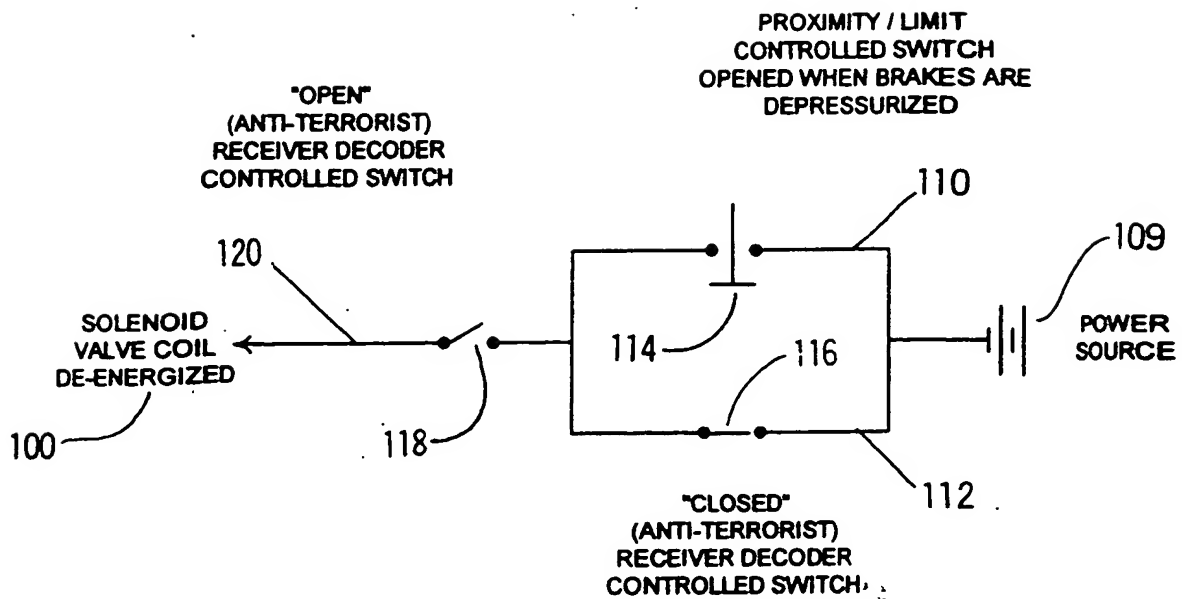 PROXIMITY / LIMIT
CONTROLLED SWITCH
OPENED WHEN BRAKES ARE
DEPRESSURIZED
"OPEN"
(ANTI-TERRORIST)
RECEIVER DECODER
CONTROLLED SWITCH
110
109
120
SOLENOID
VALVE COIL
DE-ENERGIZED
114
116
POWER
SOURCE
100
118
112
"CLOSED"
(ANTI-TERRORIST)
RECEIVER DECODER
CONTROLLED SWITCH